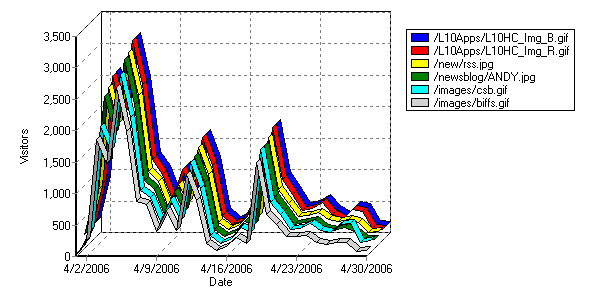 3,500
3,000
2,500
2,000
1,500
1,000
500
0
Visitors
4/2/2006 4/9/2006 4/16/2006 4/23/2006 4/30/2006
Date
/L10Apps/L10HC_Img_B.gif
/L10Apps/L10HC_Img_R.gif
/new/rss.jpg
/newsblog/ANDY.jpg
/images/csb.gif
/images/biffs.gif